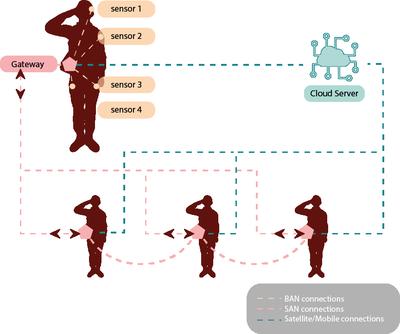 sensor 1
sensor 2
Gateway
sensor 3
Cloud Server
sensor 4
BAN connections
SAN connections
Satellite/Mobile connections